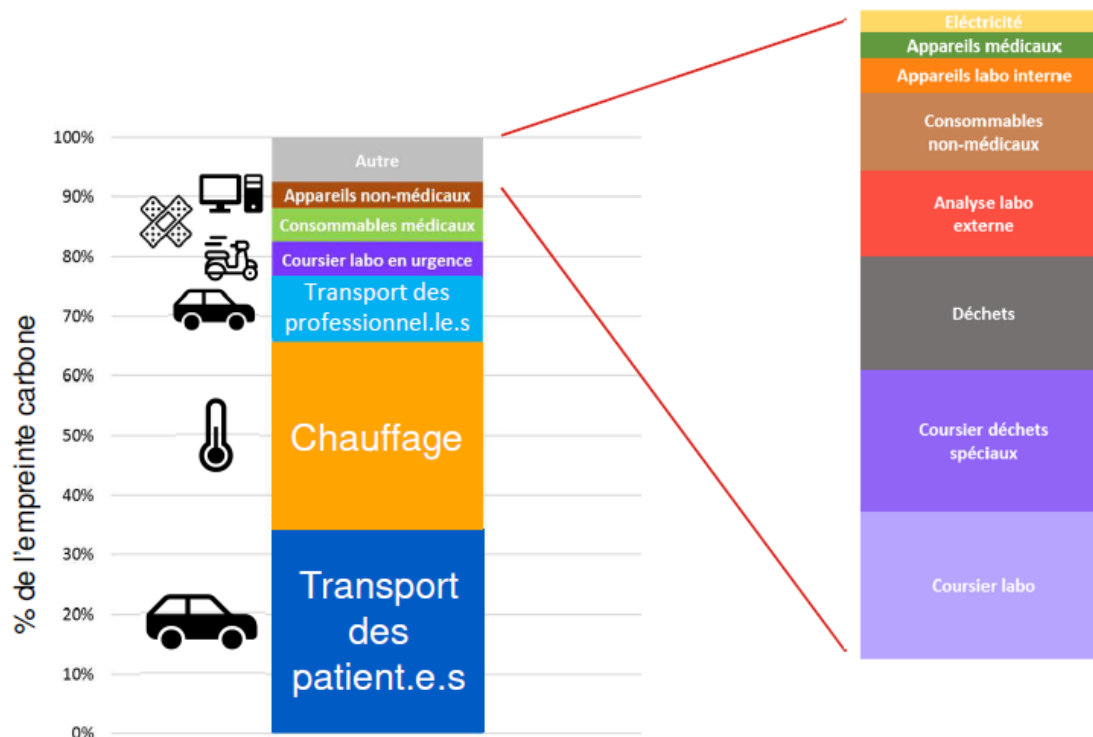 % de l'empreinte carbone
100%
90%
80%
70%
60%
50%
40%
30%
20%
10%
0%
Autre
Appareils non-médicaux
Consommables médicaux
Coursier labo en urgence
Transport des
professionnel.le.s
Chauffage
Transport
des
patient.e.s
Eléctricité
Appareils médicaux
Appareils labo interne
Consommables
non-médicaux
Analyse labo
externe
Déchets
Coursier déchets
spéciaux
Coursier labo